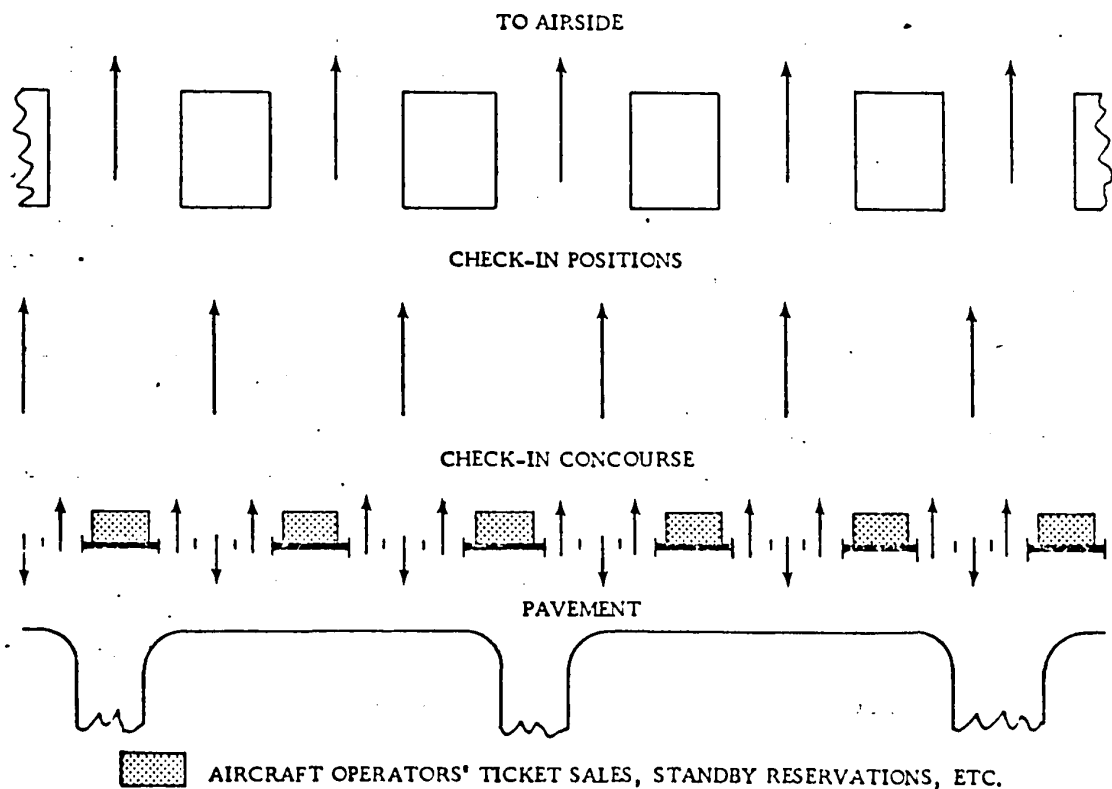 TO AIRSIDE
CHECK-IN POSITIONS
CHECK-IN CONCOURSE
PAVEMENT
AIRCRAFT OPERATORS' TICKET SALES, STANDBY RESERVATIONS, ETC.